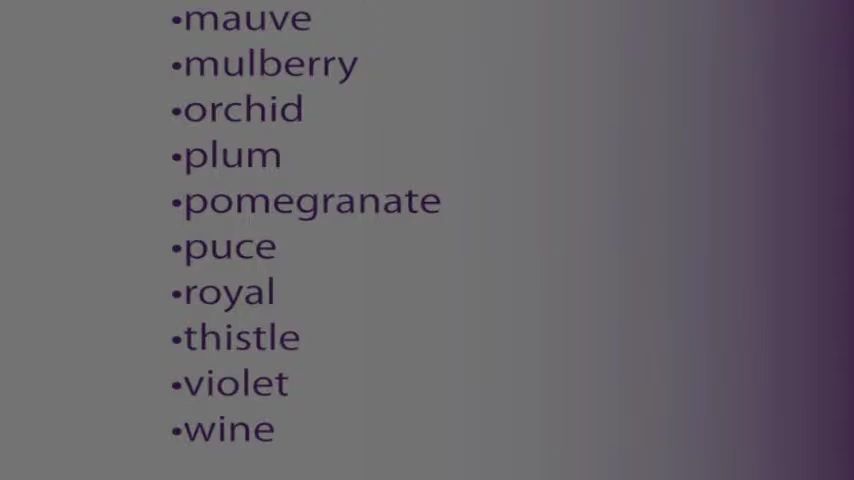 •mauve
•mulberry
•orchid
•plum
•pomegranate
•puce
•royal
•thistle
•violet
•wine